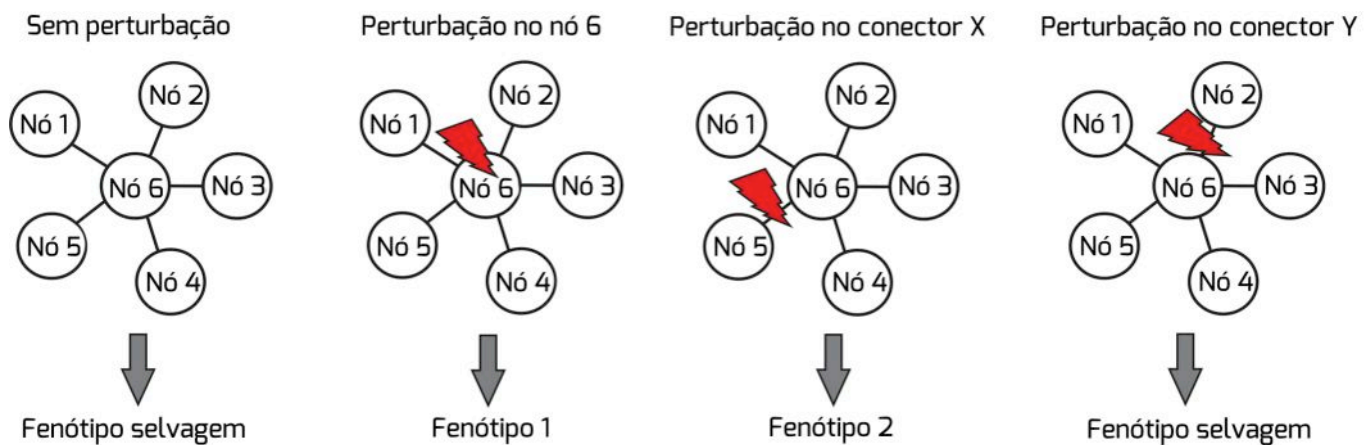 Sem perturbação
Perturbação no nó 6
Perturbação no conector X
Perturbação no conector Y
Nó 1
Nó 2
Nó 6
Nó 3
Nó 5
Nó 4
Nó 1
Nó 2
Nó 6
Nó 3
Nó 5
Nó 4
Nó 1
Nó 2
Nó 6
Nó 3
Nó 5
Nó 4
Nó 1
Nó 2
Nó 6
Nó 3
Nó 5
Nó 4
Fenótipo selvagem
Fenótipo 1
Fenótipo 2
Fenótipo selvagem